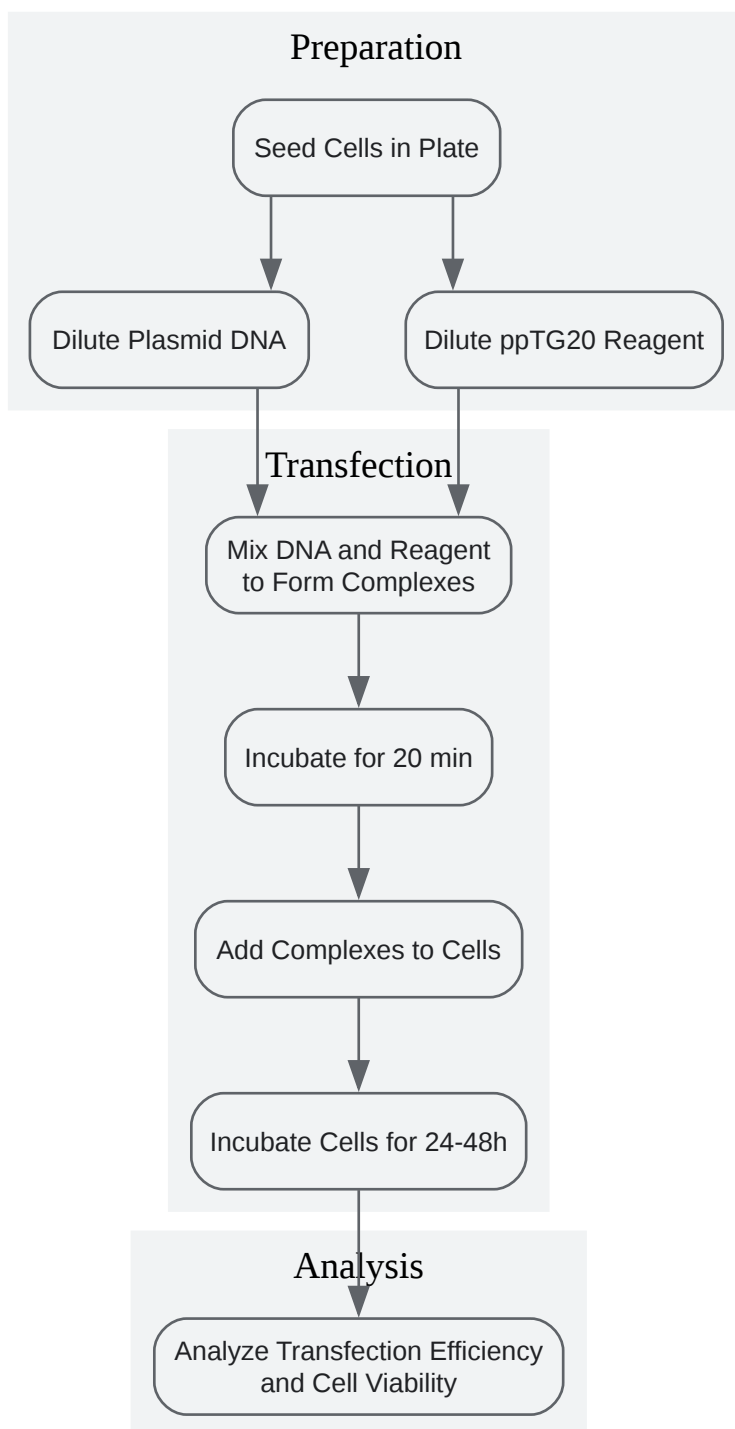 Preparation
Seed Cells in Plate
Dilute Plasmid DNA
Dilute ppTG20 Reagent
Transfection
Mix DNA and Reagent
to Form Complexes
Incubate for 20 min
Add Complexes to Cells
Incubate Cells for 24-48h
Analysis
Analyze Transfection Efficiency
and Cell Viability